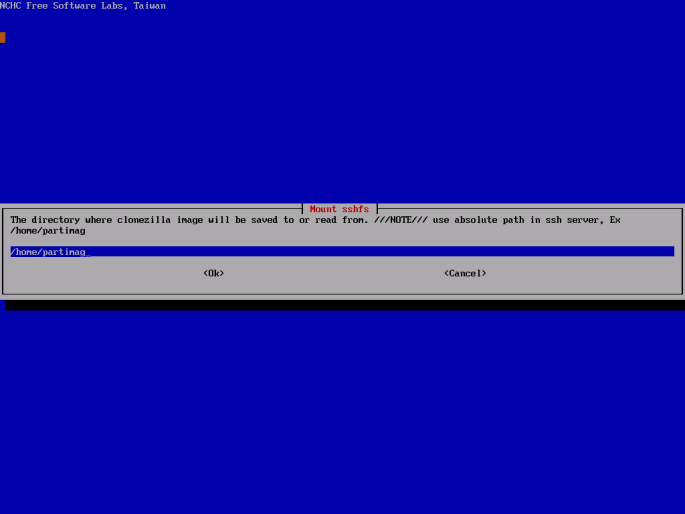 NCHC Free Software Labs, Taiwan
Mount sshfs
The directory where clonezilla image will be saved to or read from. ///NOTE/// use absolute path in ssh server, Ex
/home/partimag
/home/partimag_
<Ok> <Cancel>